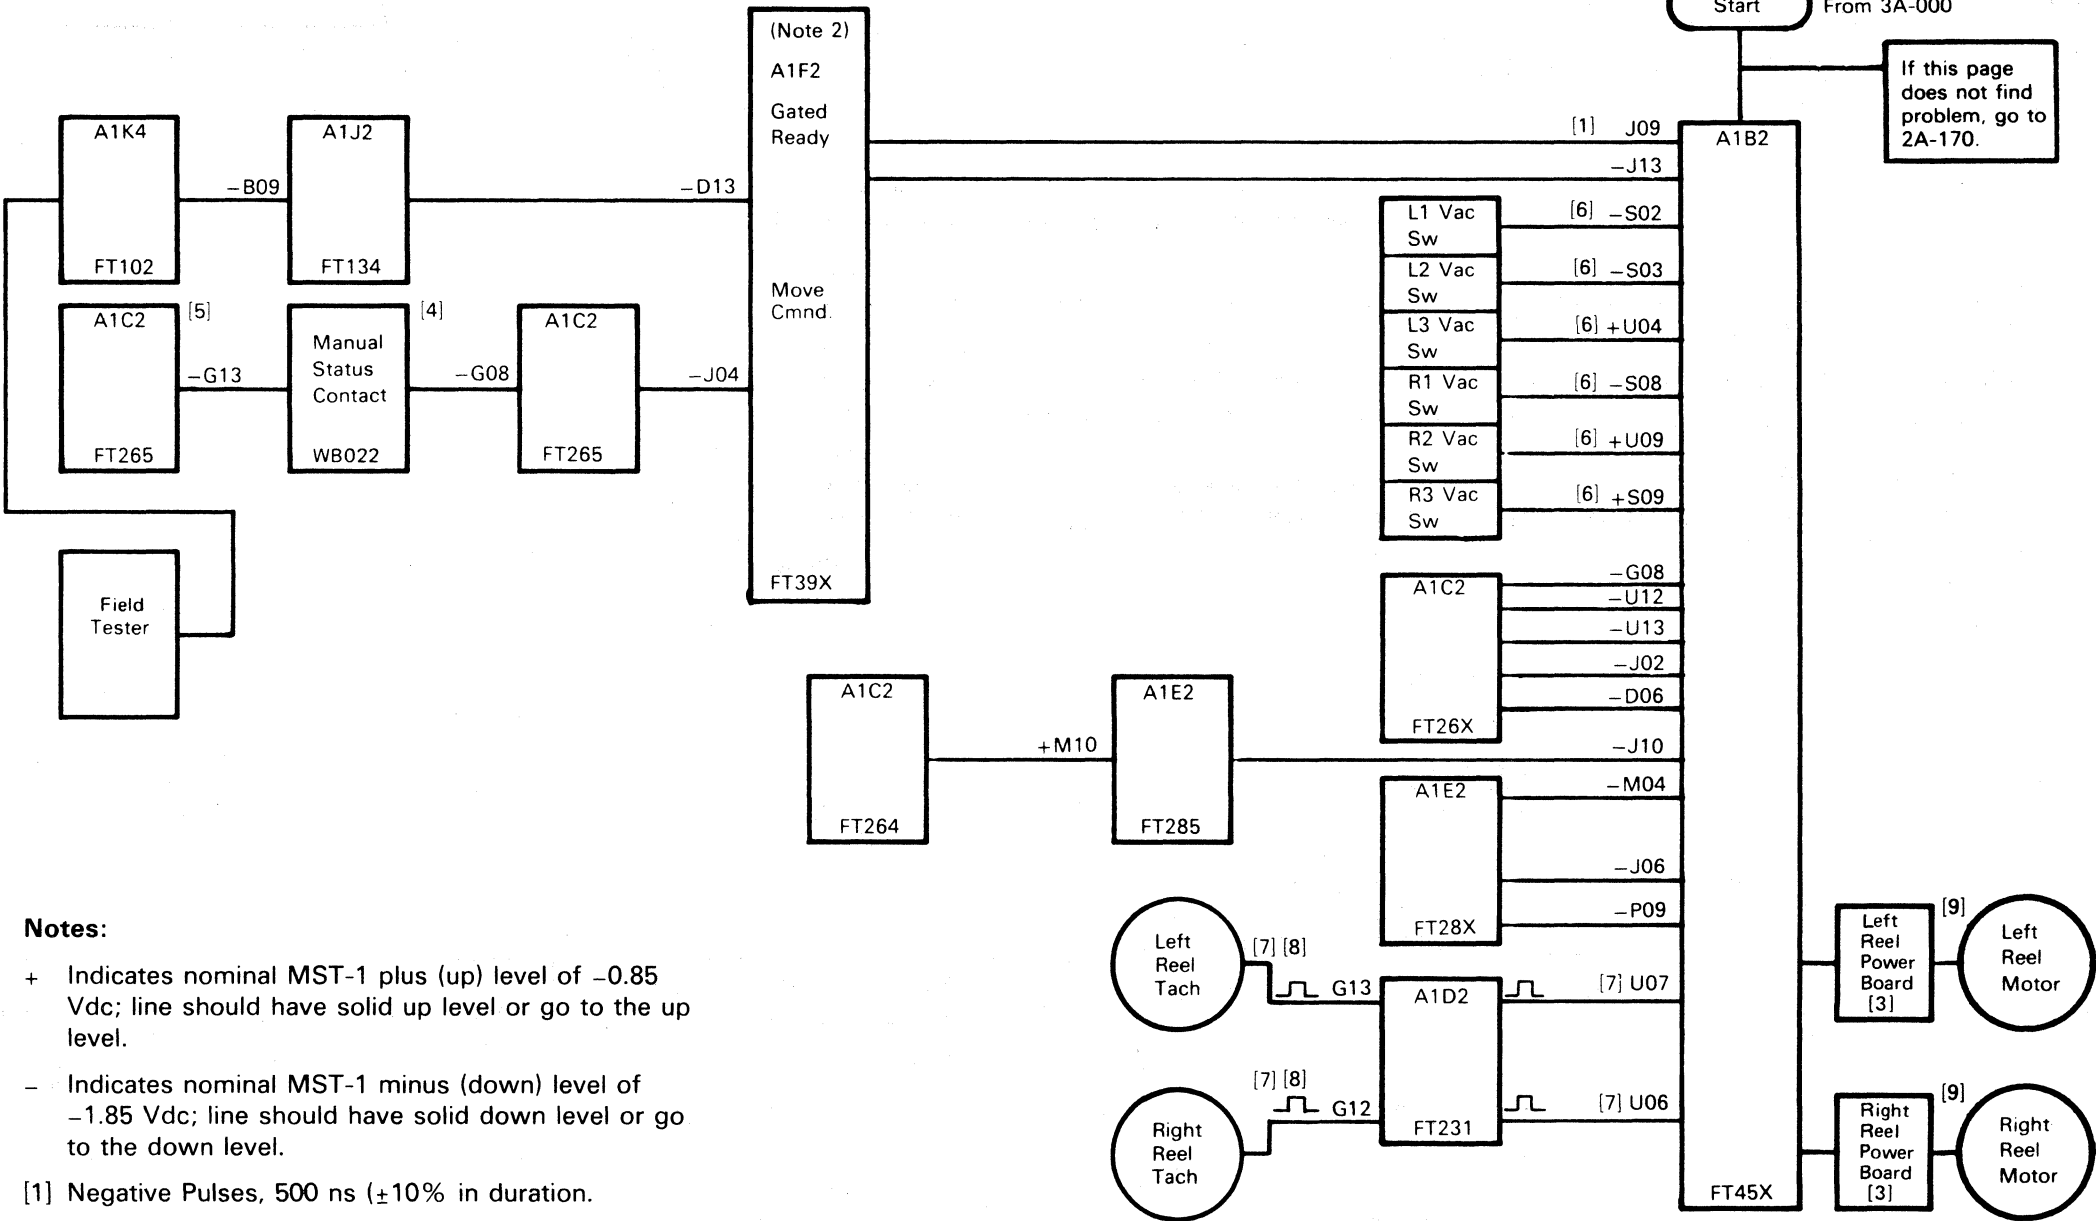 Start
From 3A-000
If this page
does not find
problem, go to
2A-170.
(Note 2)
A1F2
Gated
Ready
Move
Cmnd.
FT39X
A1K4
FT102
−B09
A1J2
FT134
−D13
A1C2
[5]
FT265
−G13
Manual
Status
Contact
[4]
WB022
−G08
A1C2
FT265
−J04
Field
Tester
[1] J09
−J13
A1B2
FT45X
L1 Vac
Sw
[6] −S02
L2 Vac
Sw
[6] −S03
L3 Vac
Sw
[6] +U04
R1 Vac
Sw
[6] −S08
R2 Vac
Sw
[6] +U09
R3 Vac
Sw
[6] +S09
A1C2
FT26X
−G08
−U12
−U13
−J02
−D06
A1C2
FT264
+M10
A1E2
FT285
−J10
A1E2
FT28X
−M04
−J06
−P09
Left
Reel
Tach
[7] [8]
G13
A1D2
FT231
[7] U07
Right
Reel
Tach
[7] [8]
G12
[7] U06
Left
Reel
Power
Board
[3]
[9]
Left
Reel
Motor
Right
Reel
Power
Board
[3]
[9]
Right
Reel
Motor
Notes:
+ Indicates nominal MST-1 plus (up) level of −0.85
Vdc; line should have solid up level or go to the up
level.
− Indicates nominal MST-1 minus (down) level of
−1.85 Vdc; line should have solid down level or go
to the down level.
[1] Negative Pulses, 500 ns (±10% in duration.